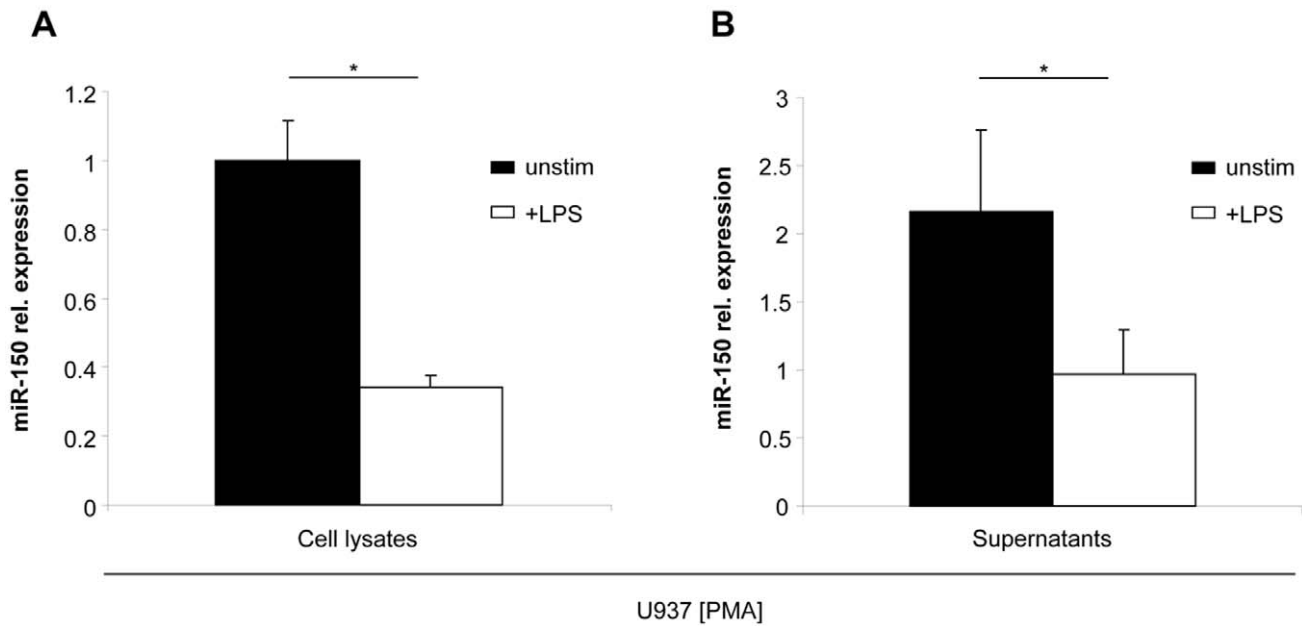 A
*
1.2
1
0.8
0.6
0.4
0.2
0
miR-150 rel. expression
unstim
+LPS
Cell lysates
B
*
3
2.5
2
1.5
1
0.5
0
miR-150 rel. expression
unstim
+LPS
Supernatants
U937 [PMA]